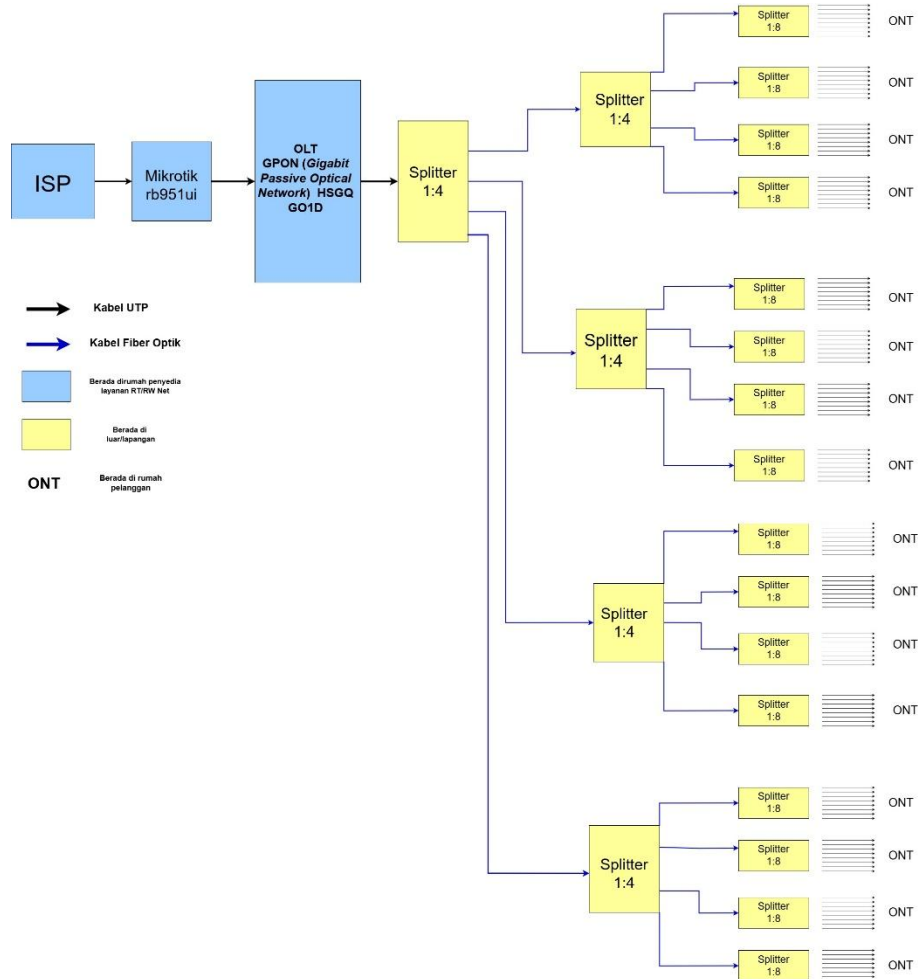 ISP
Mikrotik
rb951ui
OLT
GPON (Gigabit
Passive Optical
Network) HSGQ
GO1D
Splitter
1:4
Kabel UTP
Kabel Fiber Optik
Berada dirumah penyedia
layanan RT/RW Net
Berada di
luar/lapangan
ONT
Berada di rumah
pelanggan
Splitter
1:4
Splitter
1:8
ONT
Splitter
1:8
ONT
Splitter
1:8
ONT
Splitter
1:8
ONT
Splitter
1:4
Splitter
1:8
ONT
Splitter
1:8
ONT
Splitter
1:8
ONT
Splitter
1:8
ONT
Splitter
1:4
Splitter
1:8
ONT
Splitter
1:8
ONT
Splitter
1:8
ONT
Splitter
1:8
ONT
Splitter
1:4
Splitter
1:8
ONT
Splitter
1:8
ONT
Splitter
1:8
ONT
Splitter
1:8
ONT